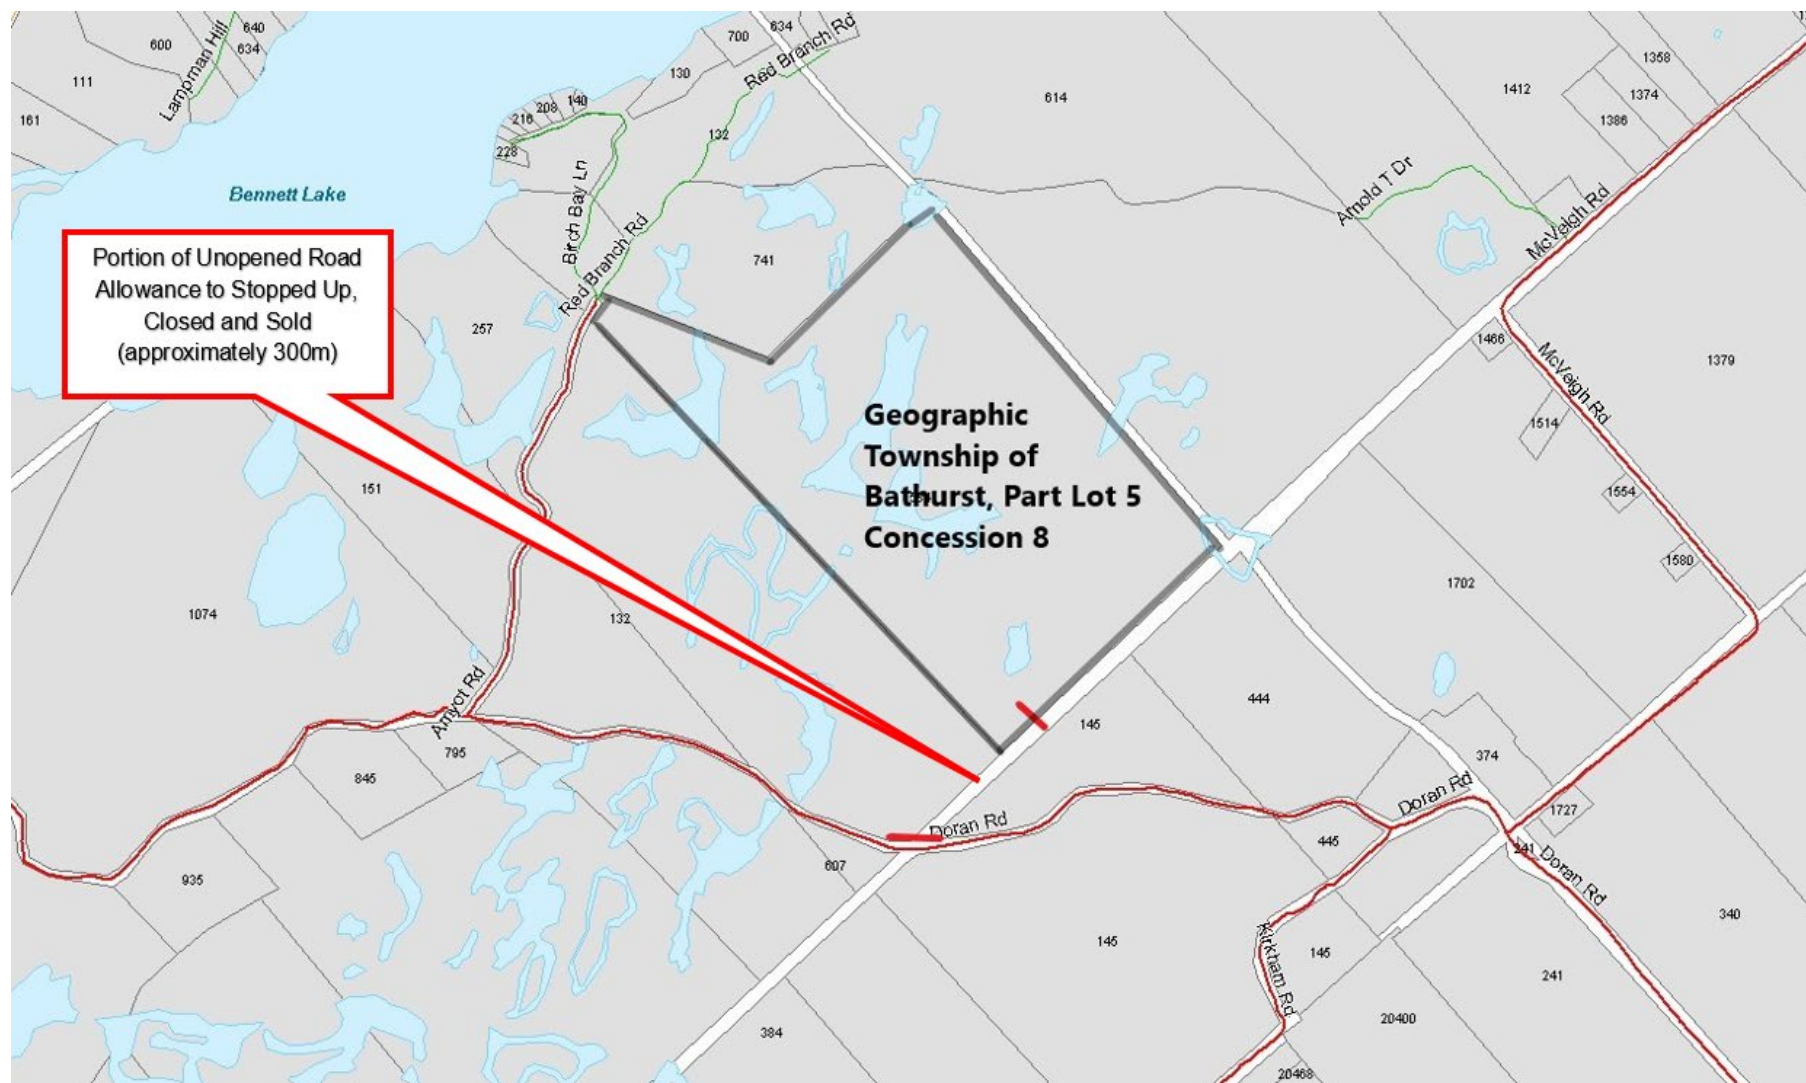 600
640
634
111
161
Lampman Hill
Bennett Lake
700
634
Red Branch Rd
130
140
208
216
228
132
614
1412
1358
1374
1386
Arnold T Dr
McVeigh Rd
Birch Bay Ln
Red Branch Rd
741
257
Portion of Unopened Road
Allowance to Stopped Up,
Closed and Sold
(approximately 300m)
1466
McVeigh Rd
1379
1514
1554
1580
1702
Geographic
Township of
Bathurst, Part Lot 5
Concession 8
151
1074
132
Amyot Rd
795
845
935
145
444
374
Doran Rd
Doran Rd
1727
445
241
Doran Rd
607
340
145
Kirkham Rd
145
241
384
20400
20468